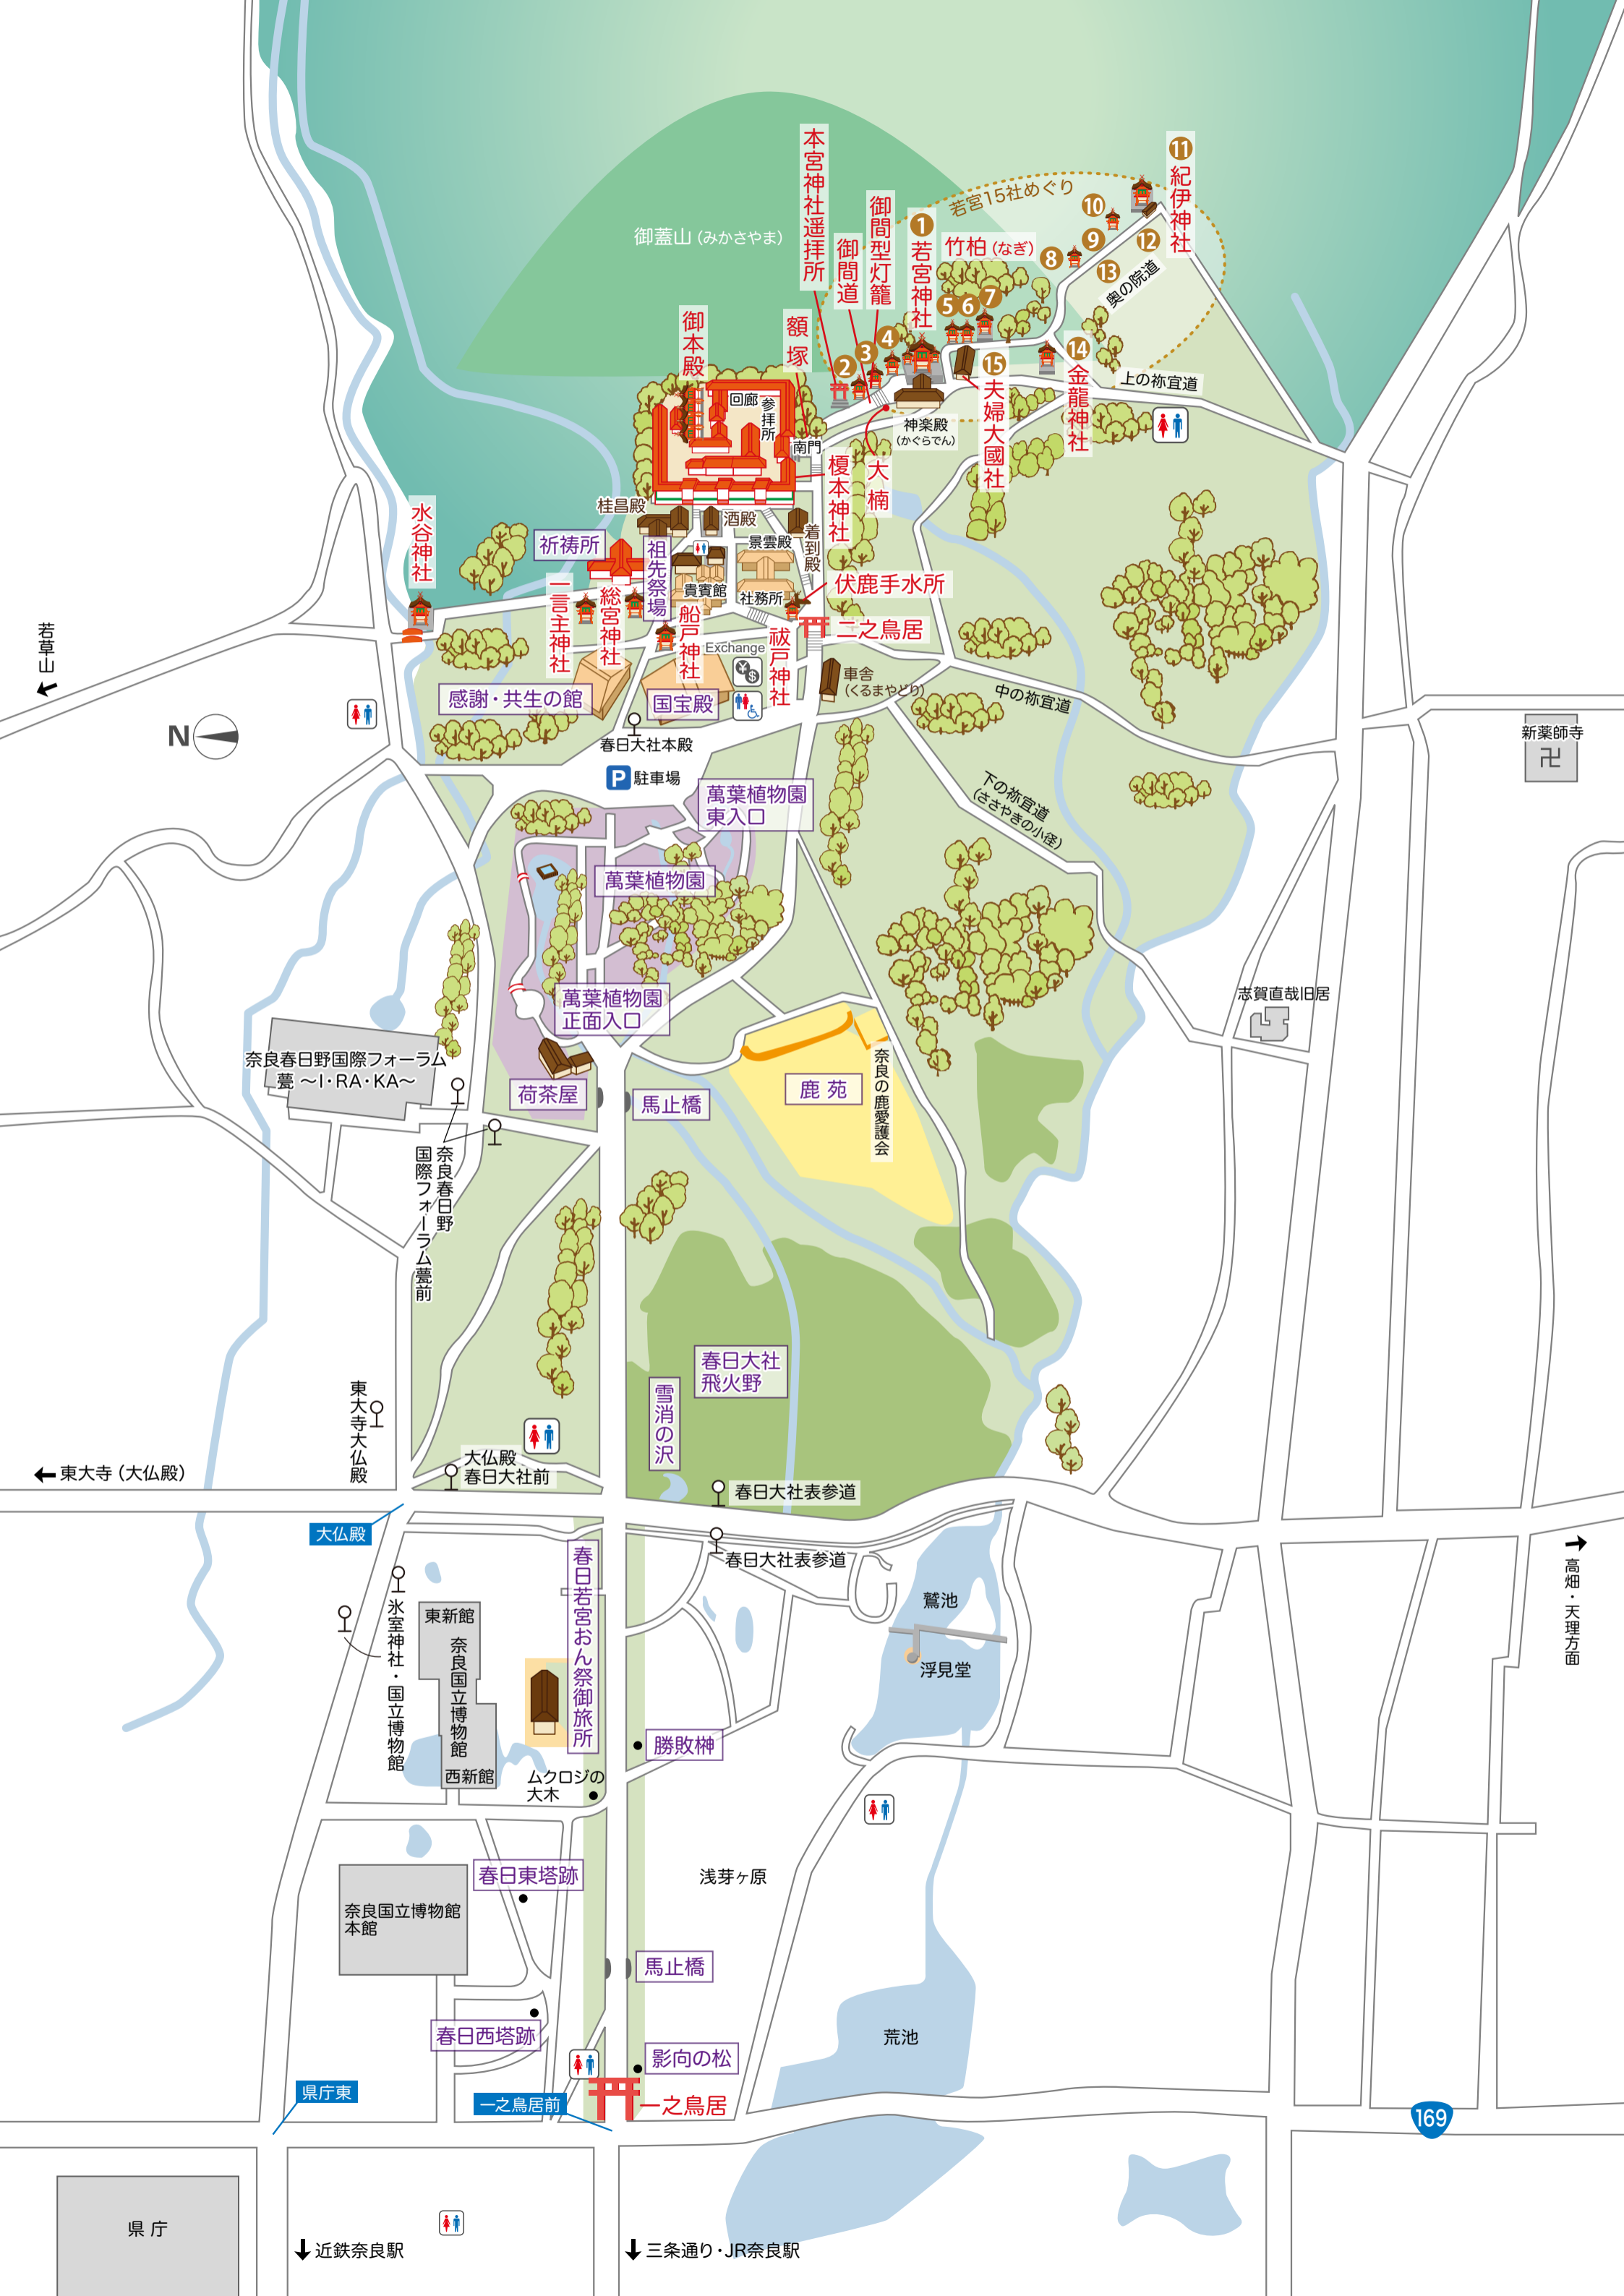 本宮神社遥拝所
御間道
御間型灯籠
1
若宮神社
若宮15社めぐり
竹柏（なぎ）
11
紀伊神社
10
9
8
12
13
奥の院道
5
6
7
4
3
2
14
金龍神社
15
夫婦大國社
上の祢宜道
御蓋山（みかさやま）
御本殿
額塚
回廊
参拝所
南門
神楽殿
（かぐらでん）
大楠
榎本神社
桂昌殿
酒殿
着到殿
景雲殿
水谷神社
祈祷所
祖先祭場
貴賓館
社務所
伏鹿手水所
二之鳥居
一言主神社
総宮神社
船戸神社
祓戸神社
Exchange
車舎
（くるまやどり）
感謝・共生の館
国宝殿
春日大社本殿
P 駐車場
若草山
N
中の祢宜道
下の祢宜道
（ささやきの小径）
新薬師寺
卍
萬葉植物園
東入口
萬葉植物園
萬葉植物園
正面入口
荷茶屋
馬止橋
鹿苑
奈良の鹿愛護会
志賀直哉旧居
奈良春日野国際フォーラム
甍 ～I・RA・KA～
奈良春日野
国際フォーラム甍前
春日大社
飛火野
雪消の沢
東大寺大仏殿
大仏殿
春日大社前
春日大社表参道
東大寺（大仏殿）
大仏殿
春日大社表参道
春日若宮おん祭御旅所
氷室神社・国立博物館
東新館
奈良国立博物館
西新館
鷺池
浮見堂
高畑・天理方面
勝敗榊
ムクロジの
大木
春日東塔跡
浅芽ヶ原
奈良国立博物館
本館
馬止橋
春日西塔跡
影向の松
荒池
県庁東
一之鳥居前
一之鳥居
169
県庁
近鉄奈良駅
三条通り・JR奈良駅